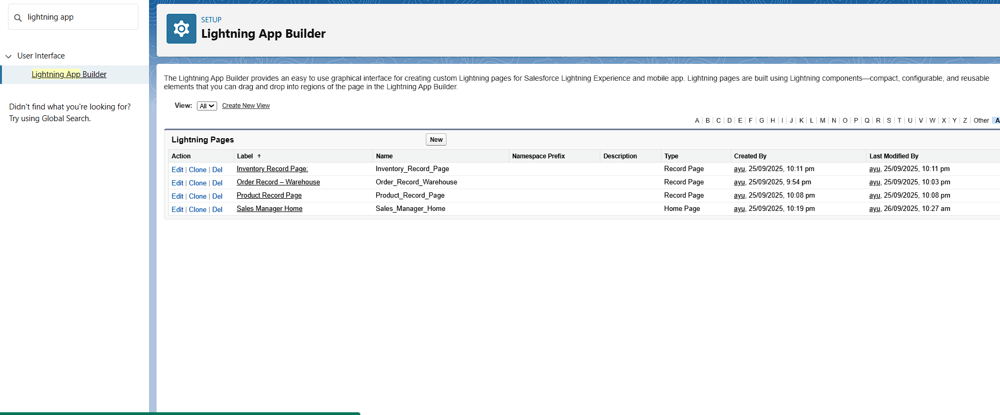 lightning app
User Interface
Lightning App Builder
Didn't find what you're looking for?
Try using Global Search.
SETUP
Lightning App Builder
The Lightning App Builder provides an easy to use graphical interface for creating custom Lightning pages for Salesforce Lightning Experience and mobile app. Lightning pages are built using Lightning components—compact, configurable, and reusable
elements that you can drag and drop into regions of the page in the Lightning App Builder.
View: All Create New View
A | B | C | D | E | F | G | H | I | J | K | L | M | N | O | P | Q | R | S | T | U | V | W | X | Y | Z | Other A
Lightning Pages New
Action Label ↑ Name Namespace Prefix Description Type Created By Last Modified By
Edit | Clone | Del Inventory Record Page: Inventory_Record_Page Record Page ayu, 25/09/2025, 10:11 pm ayu, 25/09/2025, 10:11 pm
Edit | Clone | Del Order Record – Warehouse Order_Record_Warehouse Record Page ayu, 25/09/2025, 9:54 pm ayu, 25/09/2025, 10:03 pm
Edit | Clone | Del Product Record Page Product_Record_Page Record Page ayu, 25/09/2025, 10:08 pm ayu, 25/09/2025, 10:08 pm
Edit | Clone | Del Sales Manager Home Sales_Manager_Home Home Page ayu, 25/09/2025, 10:19 pm ayu, 26/09/2025, 10:27 am